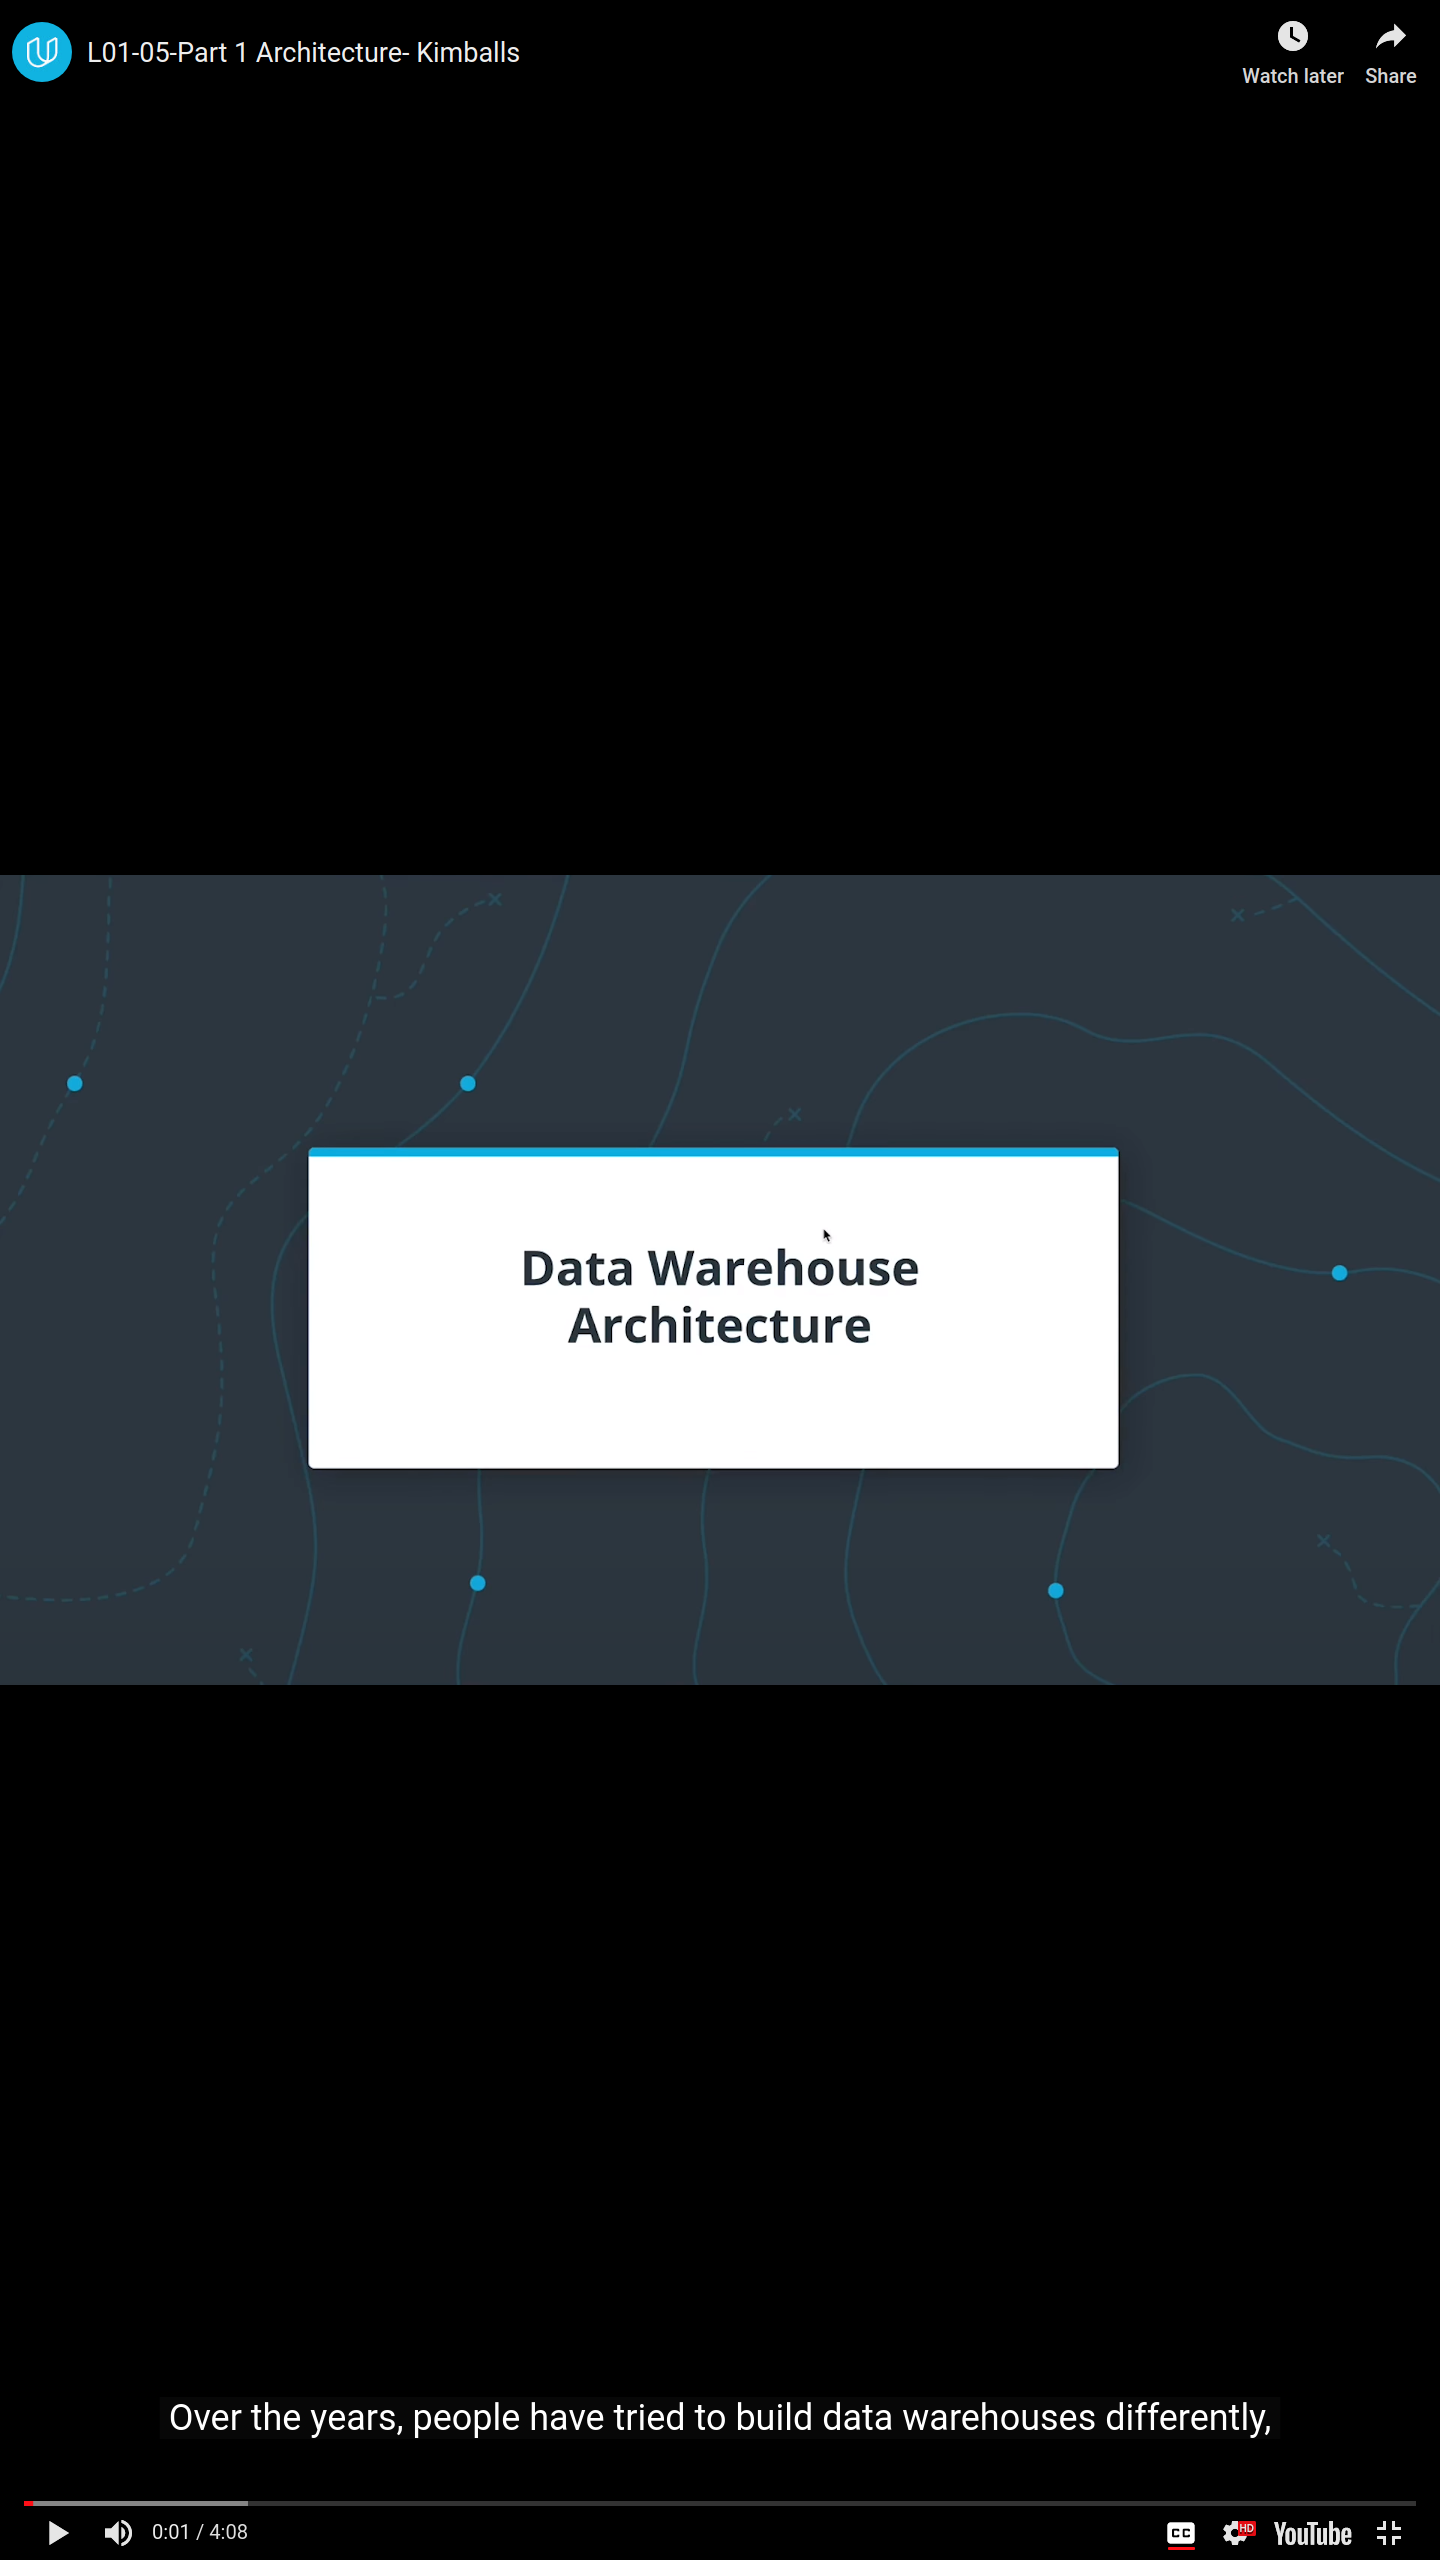 L01-05-Part 1 Architecture- Kimballs
Watch later
Share
Data Warehouse
Architecture
Over the years, people have tried to build data warehouses differently,
0:01 / 4:08
CC
HD
YouTube